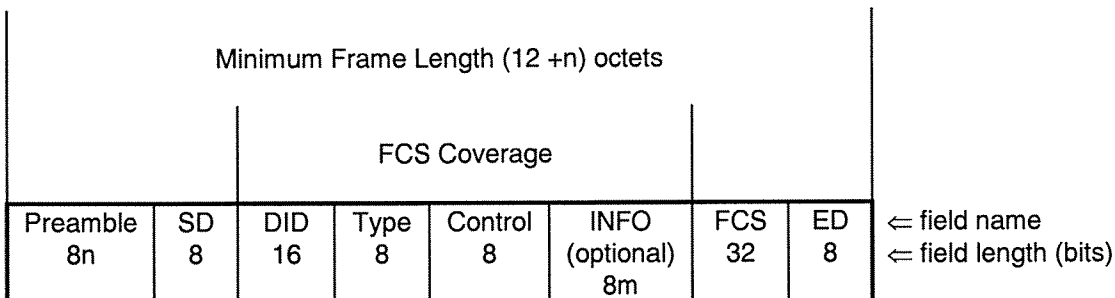 Minimum Frame Length (12 +n) octets
FCS Coverage
Preamble SD DID Type Control INFO FCS ED ⇐ field name
8n 8 16 8 8 (optional) 32 8 ⇐ field length (bits)
8m